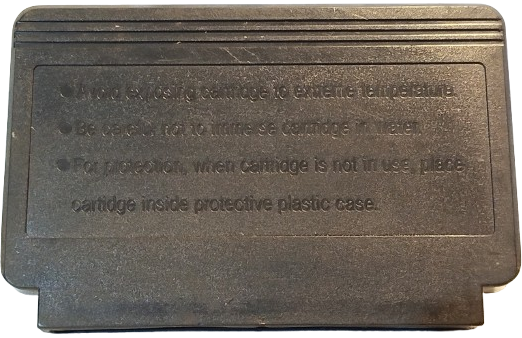 ● Avoid exposing cartridge to extreme temperature.
● Be careful not to immerse cartridge in water.
● For protection, when cartridge is not in use, place
cartidge inside protective plastic case.